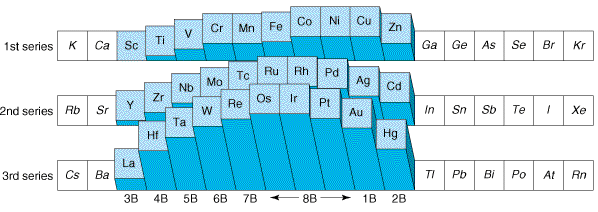 1st series K Ca Sc Ti V Cr Mn Fe Co Ni Cu Zn Ga Ge As Se Br Kr
2nd series Rb Sr Y Zr Nb Mo Tc Ru Rh Pd Ag Cd In Sn Sb Te I Xe
3rd series Cs Ba La Hf Ta W Re Os Ir Pt Au Hg Tl Pb Bi Po At Rn
3B 4B 5B 6B 7B 8B 1B 2B